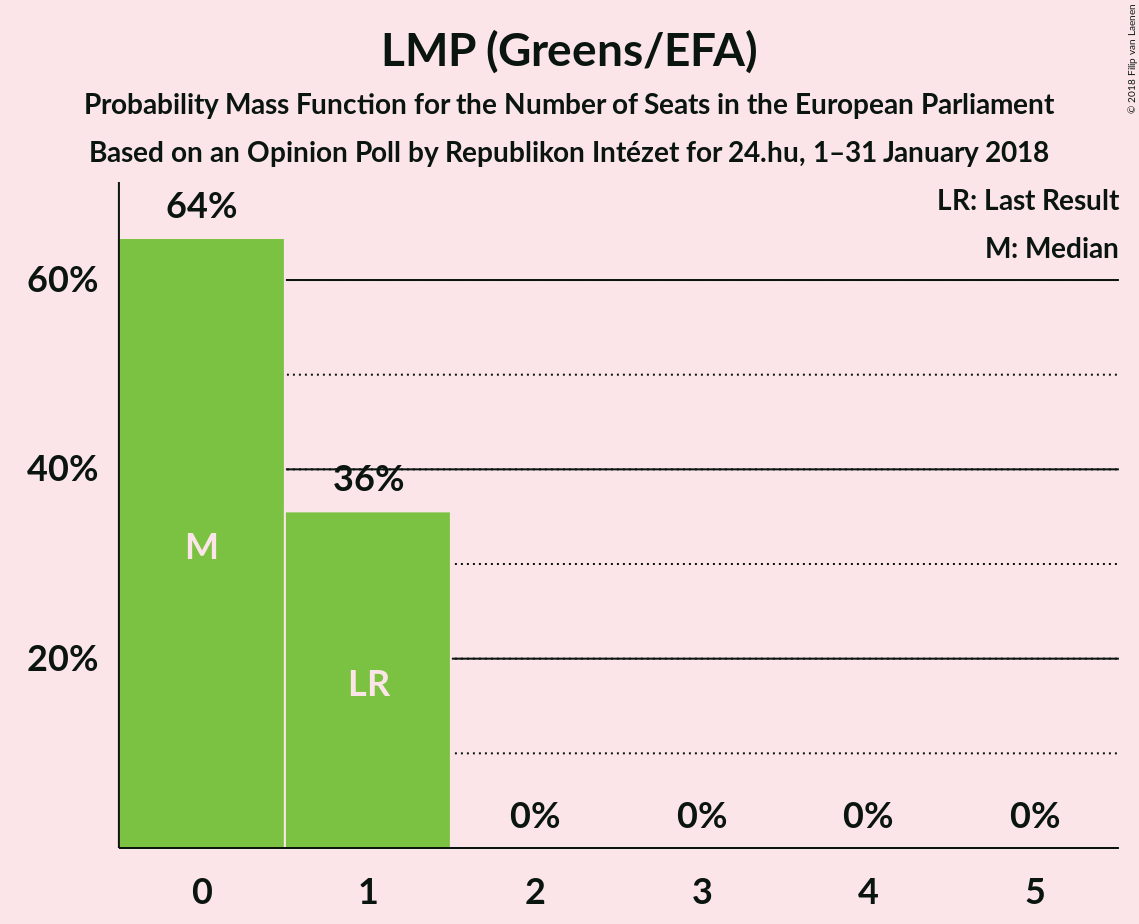 LMP (Greens/EFA)
Probability Mass Function for the Number of Seats in the European Parliament
Based on an Opinion Poll by Republikon Intézet for 24.hu, 1–31 January 2018
© 2018 Filip van Laenen
LR: Last Result
M: Median
64%
60%
36%
40%
M
LR
20%
0% 0% 0% 0%
0 1 2 3 4 5